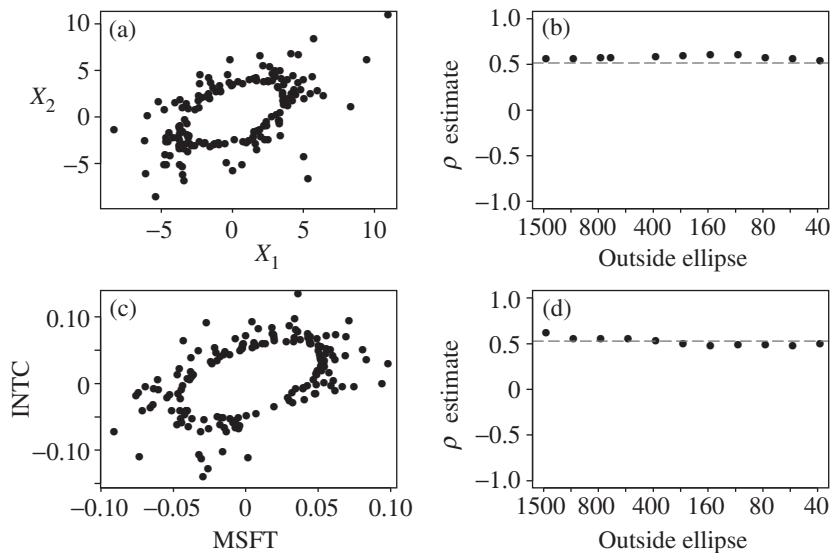 (a)
10
5
0
−5
X2
−5 0 5 10
X1
(b)
1.0
0.5
0
−0.5
−1.0
ρ estimate
1500 800 400 160 80 40
Outside ellipse
(c)
0.10
0.00
−0.10
INTC
−0.10 −0.05 0.00 0.05 0.10
MSFT
(d)
1.0
0.5
0
−0.5
−1.0
ρ estimate
1500 800 400 160 80 40
Outside ellipse